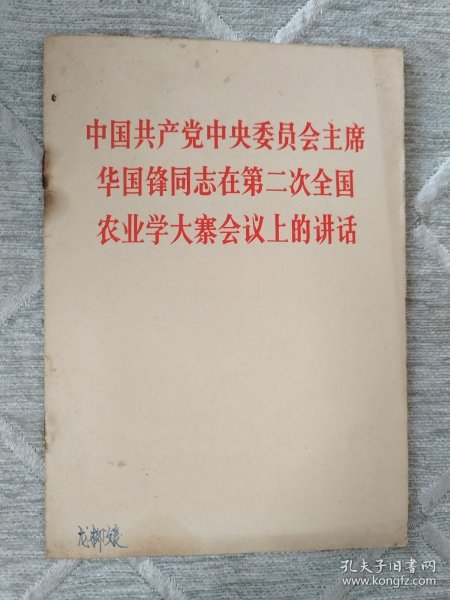 中国共产党中央委员会主席
华国锋同志在第二次全国
农业学大寨会议上的讲话
孔夫子旧书网
www.kongfz.com